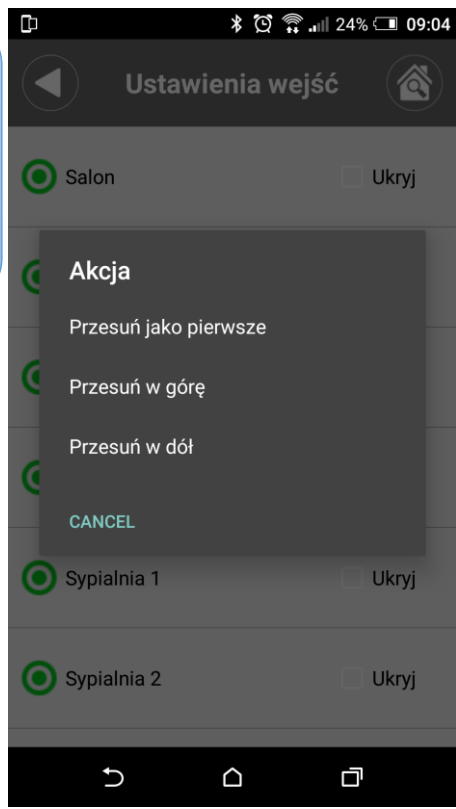 24% 09:04
Ustawienia wejść
Salon Ukryj
Akcja
Przesuń jako pierwsze
Przesuń w górę
Przesuń w dół
CANCEL
Sypialnia 1 Ukryj
Sypialnia 2 Ukryj